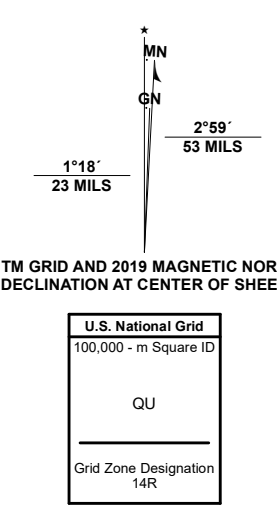 ★
MN
GN
2°59´
53 MILS
1°18´
23 MILS
TM GRID AND 2019 MAGNETIC NOR
DECLINATION AT CENTER OF SHEE
U.S. National Grid
100,000 - m Square ID
QU
Grid Zone Designation
14R